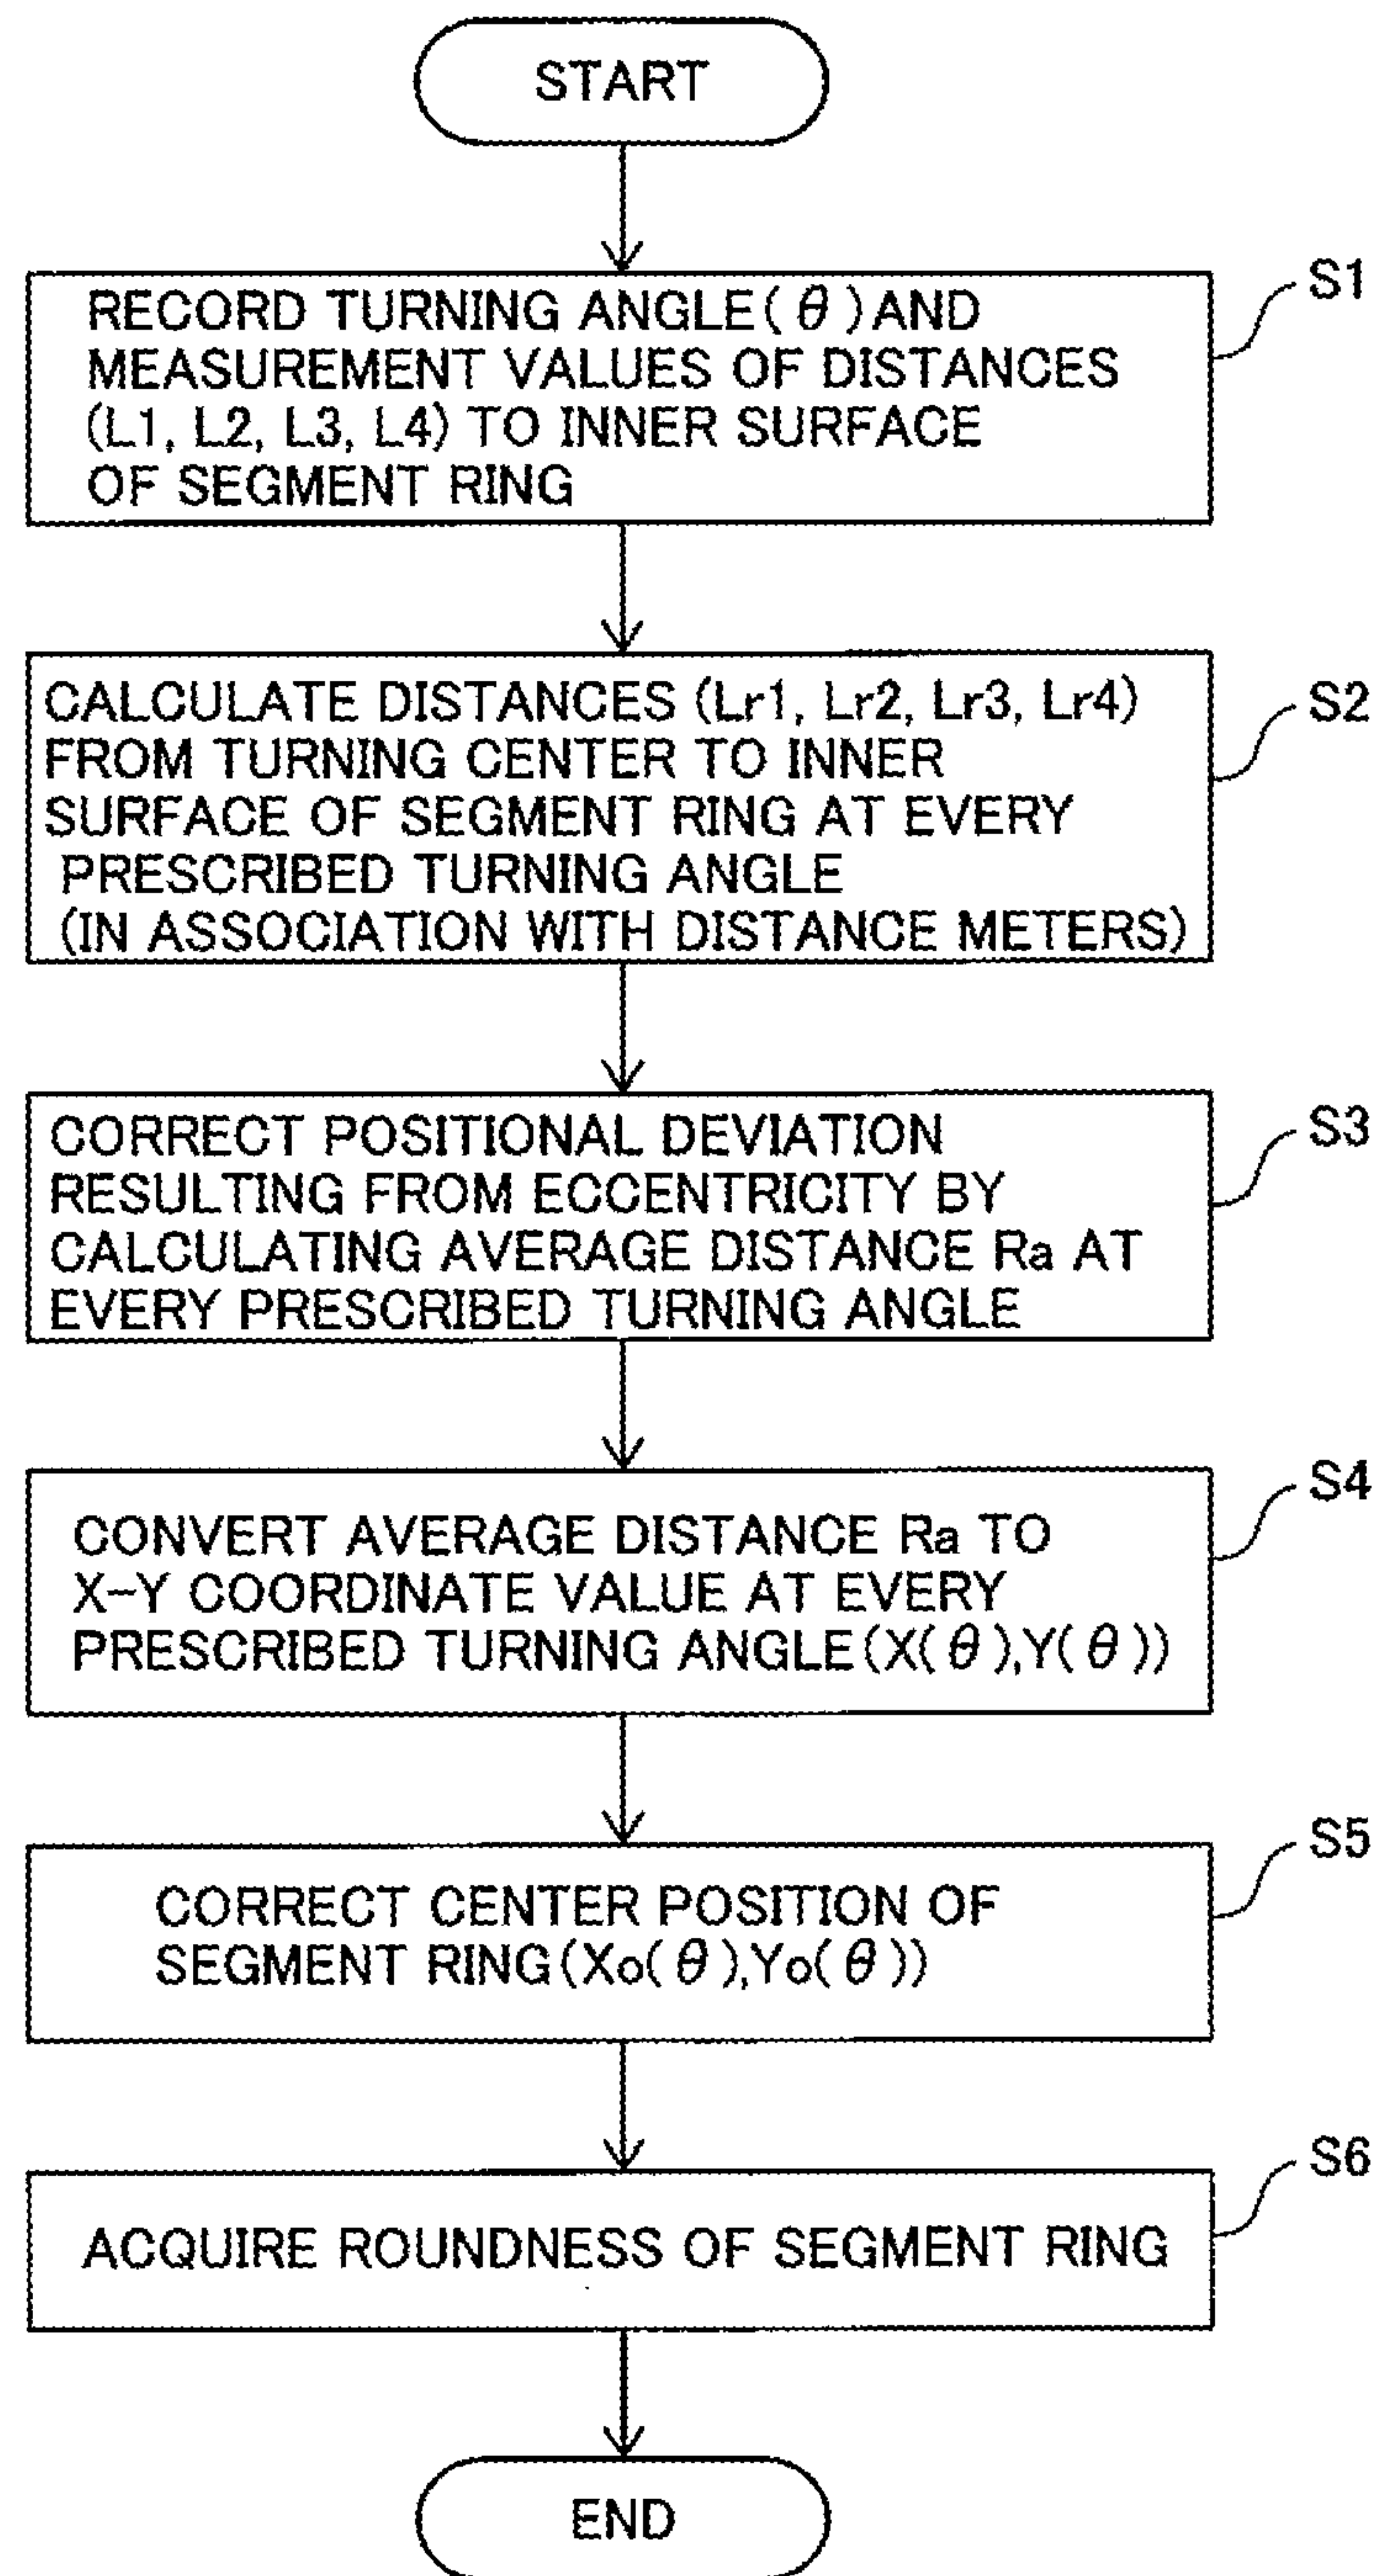 START
S1
RECORD TURNING ANGLE(θ)AND
MEASUREMENT VALUES OF DISTANCES
(L1, L2, L3, L4) TO INNER SURFACE
OF SEGMENT RING
S2
CALCULATE DISTANCES (Lr1, Lr2, Lr3, Lr4)
FROM TURNING CENTER TO INNER
SURFACE OF SEGMENT RING AT EVERY
PRESCRIBED TURNING ANGLE
(IN ASSOCIATION WITH DISTANCE METERS)
S3
CORRECT POSITIONAL DEVIATION
RESULTING FROM ECCENTRICITY BY
CALCULATING AVERAGE DISTANCE Ra AT
EVERY PRESCRIBED TURNING ANGLE
S4
CONVERT AVERAGE DISTANCE Ra TO
X-Y COORDINATE VALUE AT EVERY
PRESCRIBED TURNING ANGLE(X(θ),Y(θ))
S5
CORRECT CENTER POSITION OF
SEGMENT RING(Xo(θ),Yo(θ))
S6
ACQUIRE ROUNDNESS OF SEGMENT RING
END